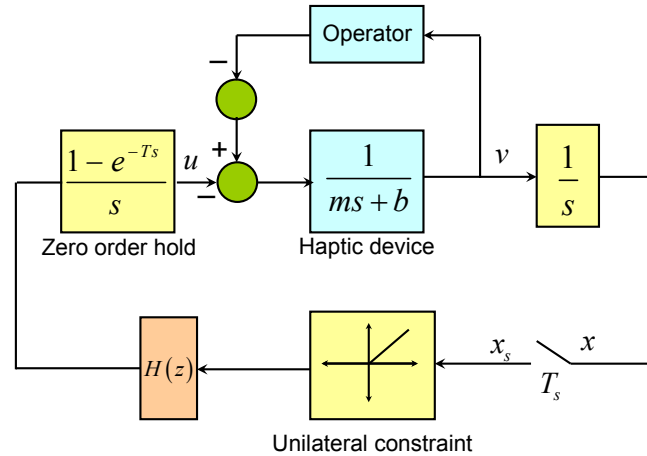 Operator
−
+
1 − e^{−Ts}
s
u
−
1
ms + b
v
1
s
Zero order hold
Haptic device
H(z)
x_s
x
T_s
Unilateral constraint